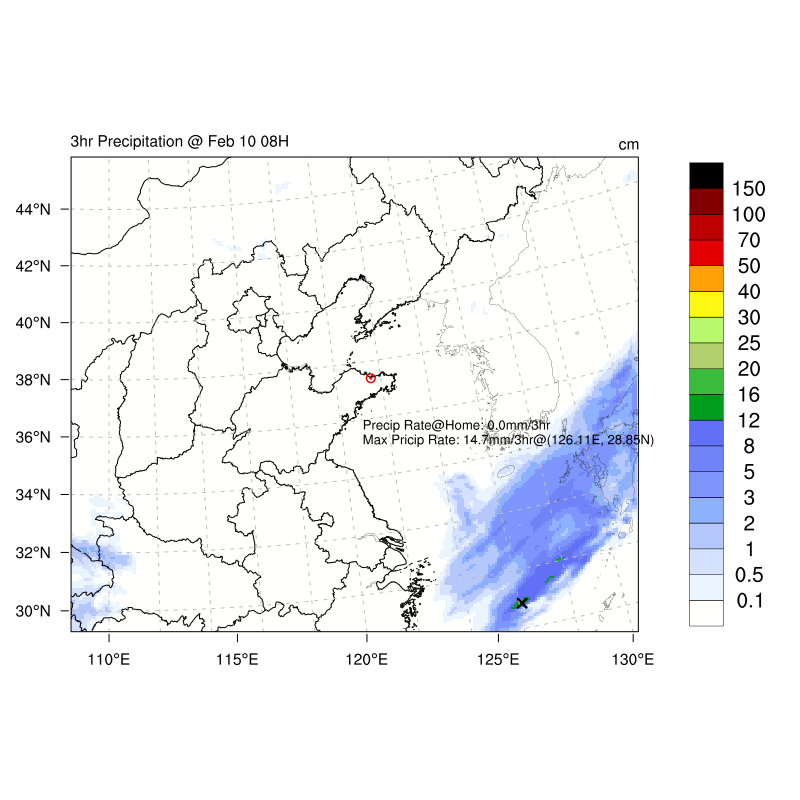 3hr Precipitation @ Feb 10 08H
cm
150
100
70
50
40
30
25
20
16
12
8
5
3
2
1
0.5
0.1
44°N
42°N
40°N
38°N
36°N
34°N
32°N
30°N
Precip Rate@Home: 0.0mm/3hr
Max Pricip Rate: 14.7mm/3hr@(126.11E, 28.85N)
110°E
115°E
120°E
125°E
130°E